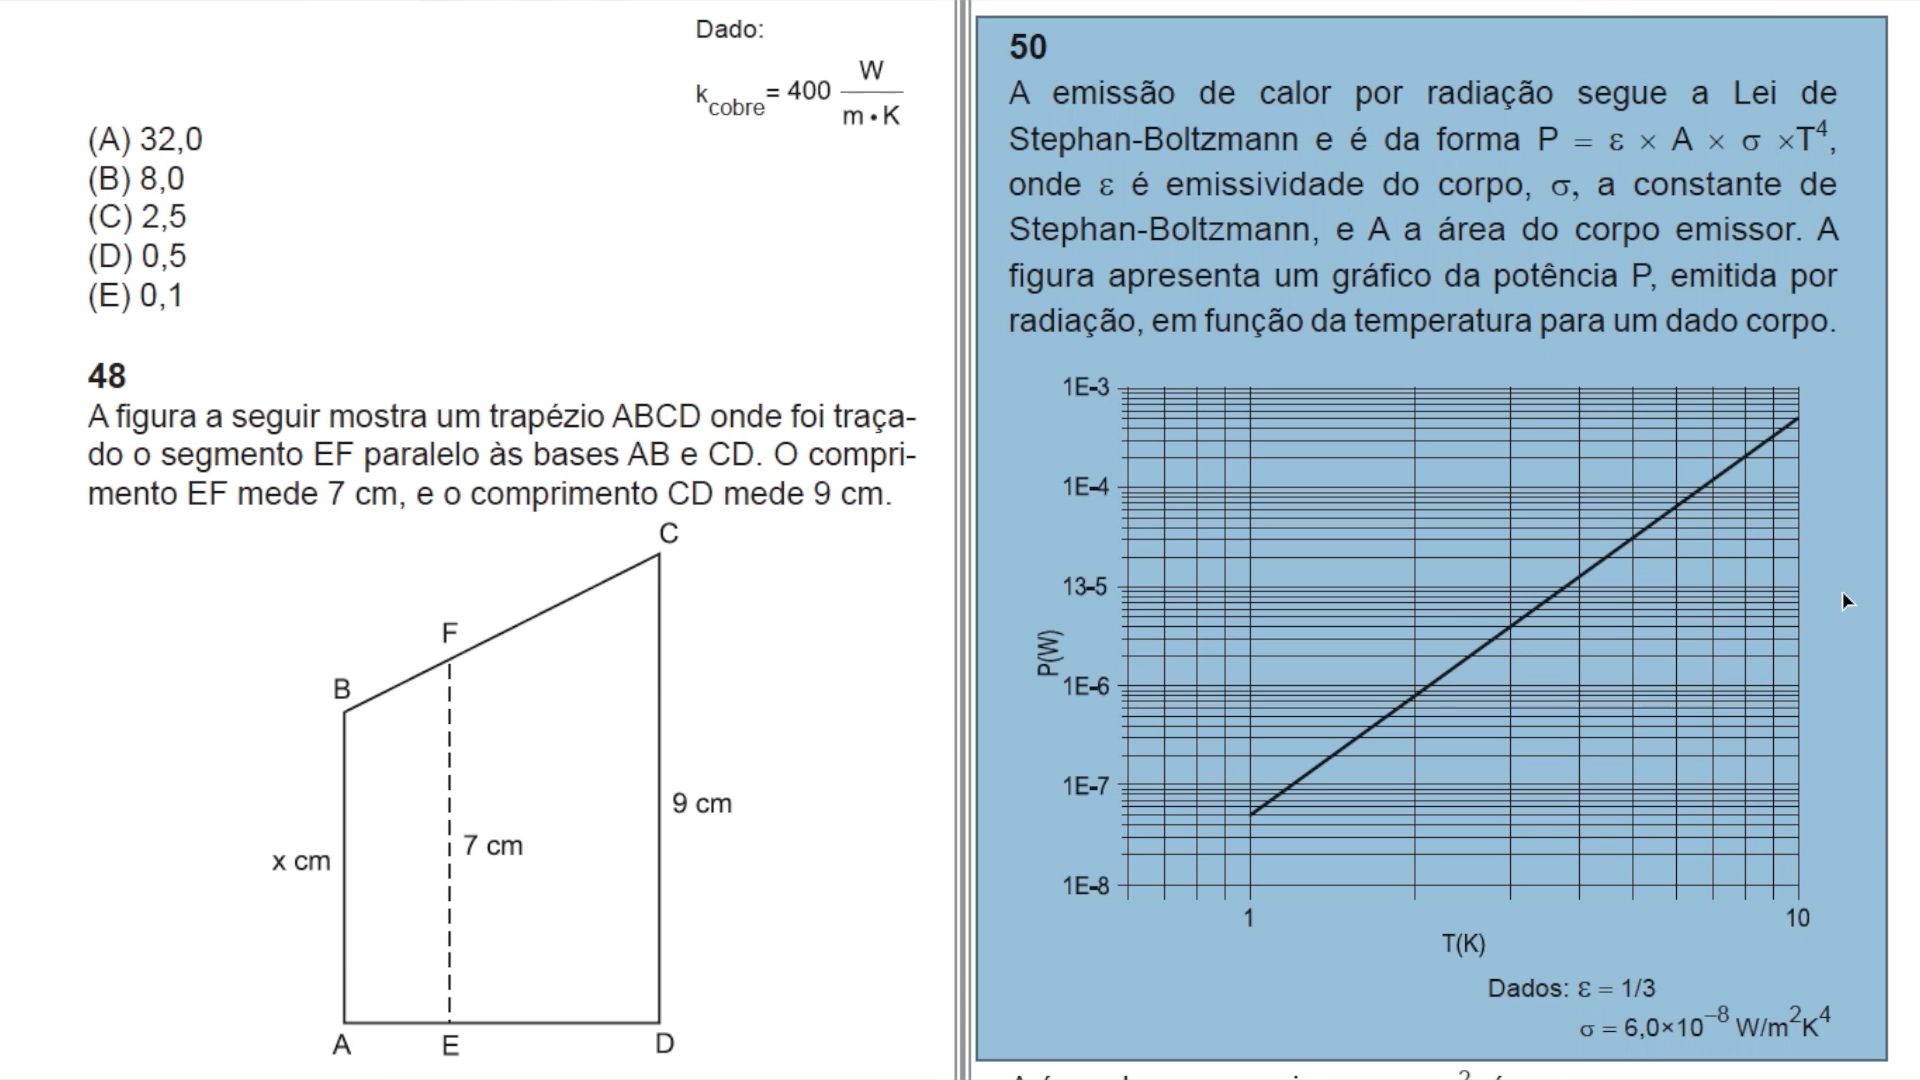 Dado:
k_cobre = 400 W
m • K
(A) 32,0
(B) 8,0
(C) 2,5
(D) 0,5
(E) 0,1
48
A figura a seguir mostra um trapézio ABCD onde foi traça-
do o segmento EF paralelo às bases AB e CD. O compri-
mento EF mede 7 cm, e o comprimento CD mede 9 cm.
C
F
B
9 cm
7 cm
x cm
A
E
D
50
A emissão de calor por radiação segue a Lei de
Stephan-Boltzmann e é da forma P = ε × A × σ ×T⁴,
onde ε é emissividade do corpo, σ, a constante de
Stephan-Boltzmann, e A a área do corpo emissor. A
figura apresenta um gráfico da potência P, emitida por
radiação, em função da temperatura para um dado corpo.
1E-3
1E-4
13-5
P(W)
1E-6
1E-7
1E-8
1
10
T(K)
Dados: ε = 1/3
σ = 6,0×10⁻⁸ W/m²K⁴